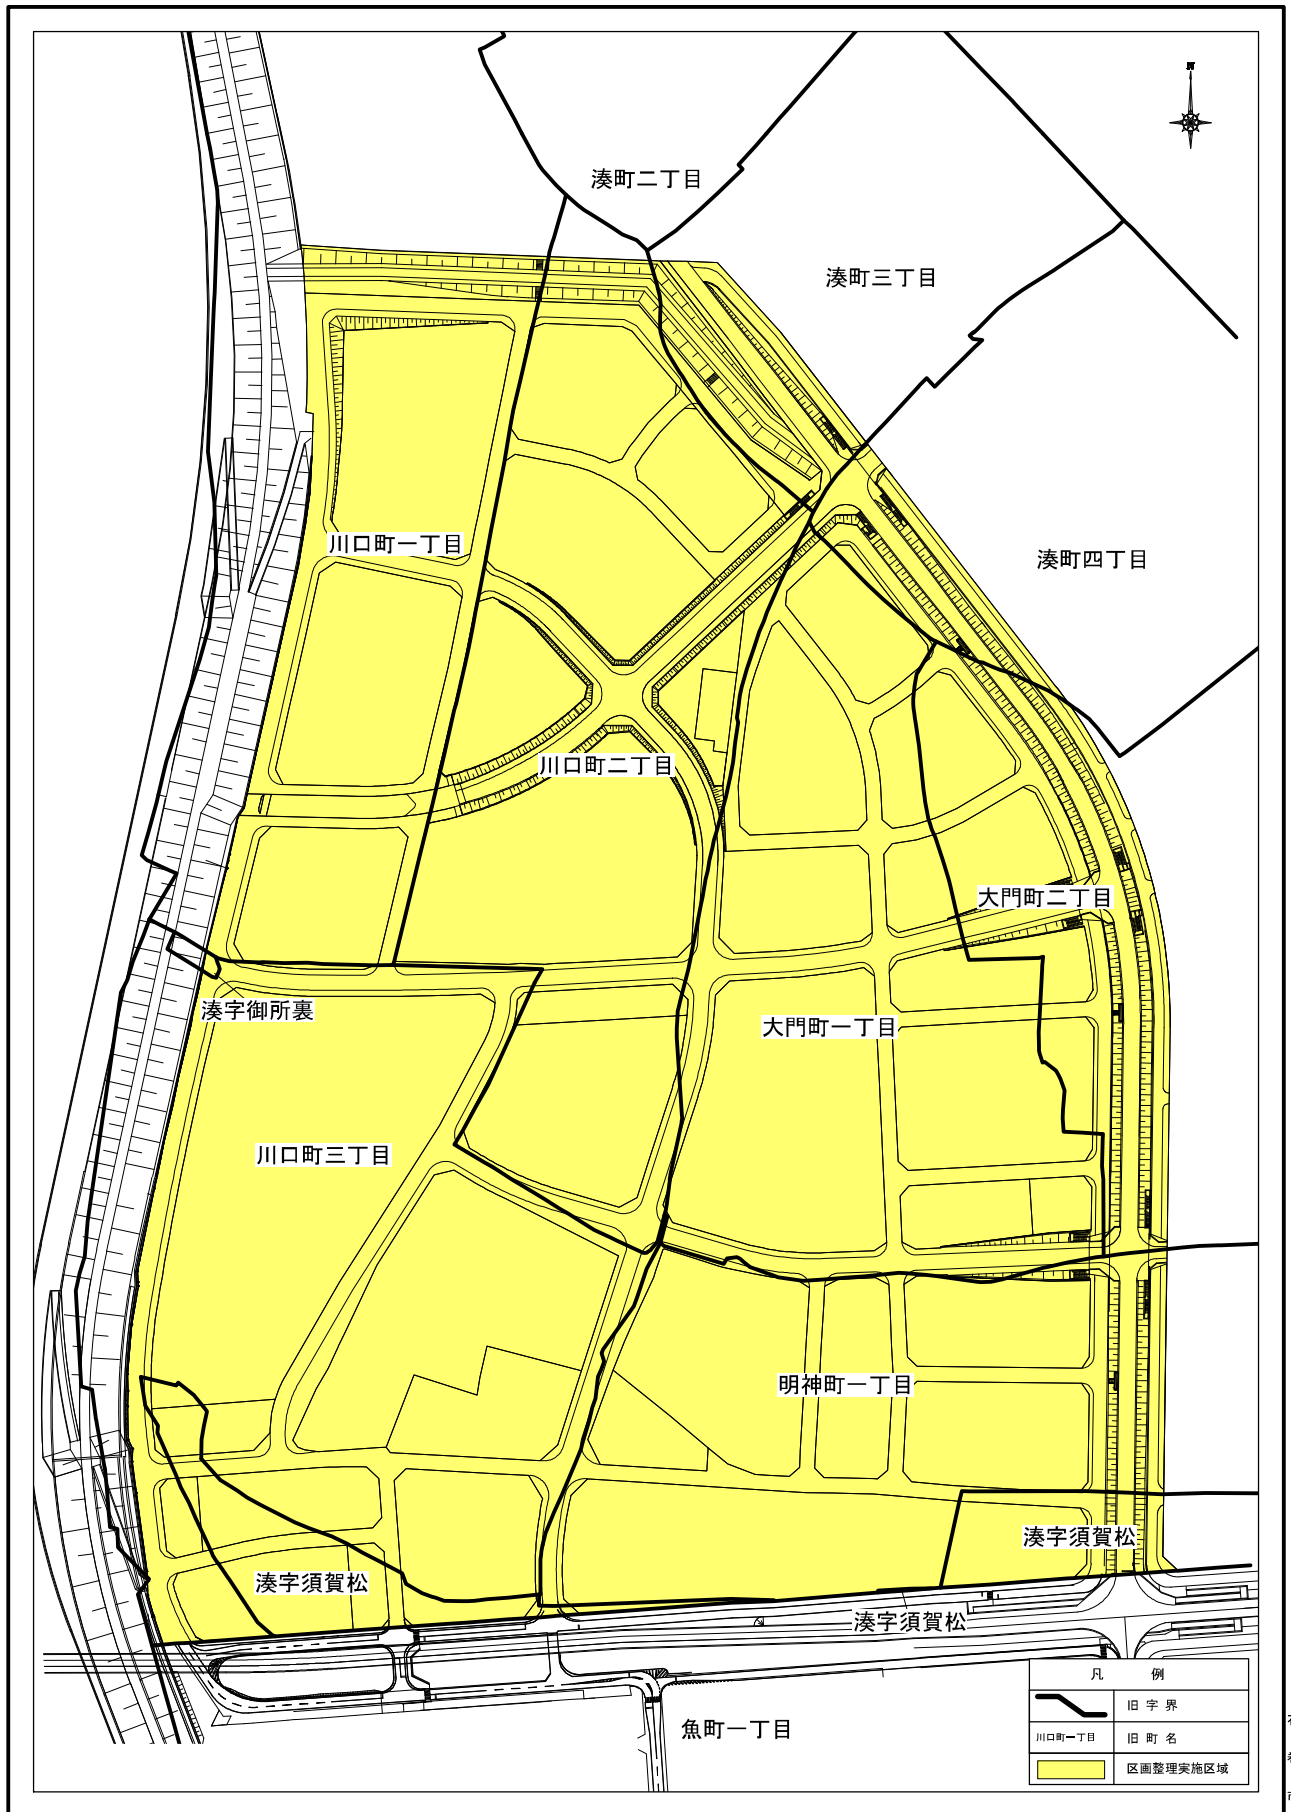 湊町二丁目
湊町三丁目
湊町四丁目
川口町一丁目
川口町二丁目
大門町二丁目
湊字御所裏
大門町一丁目
川口町三丁目
明神町一丁目
湊字須賀松
湊字須賀松
湊字須賀松
魚町一丁目
凡 例
旧 字 界
川口町一丁目 旧 町 名
区画整理実施区域